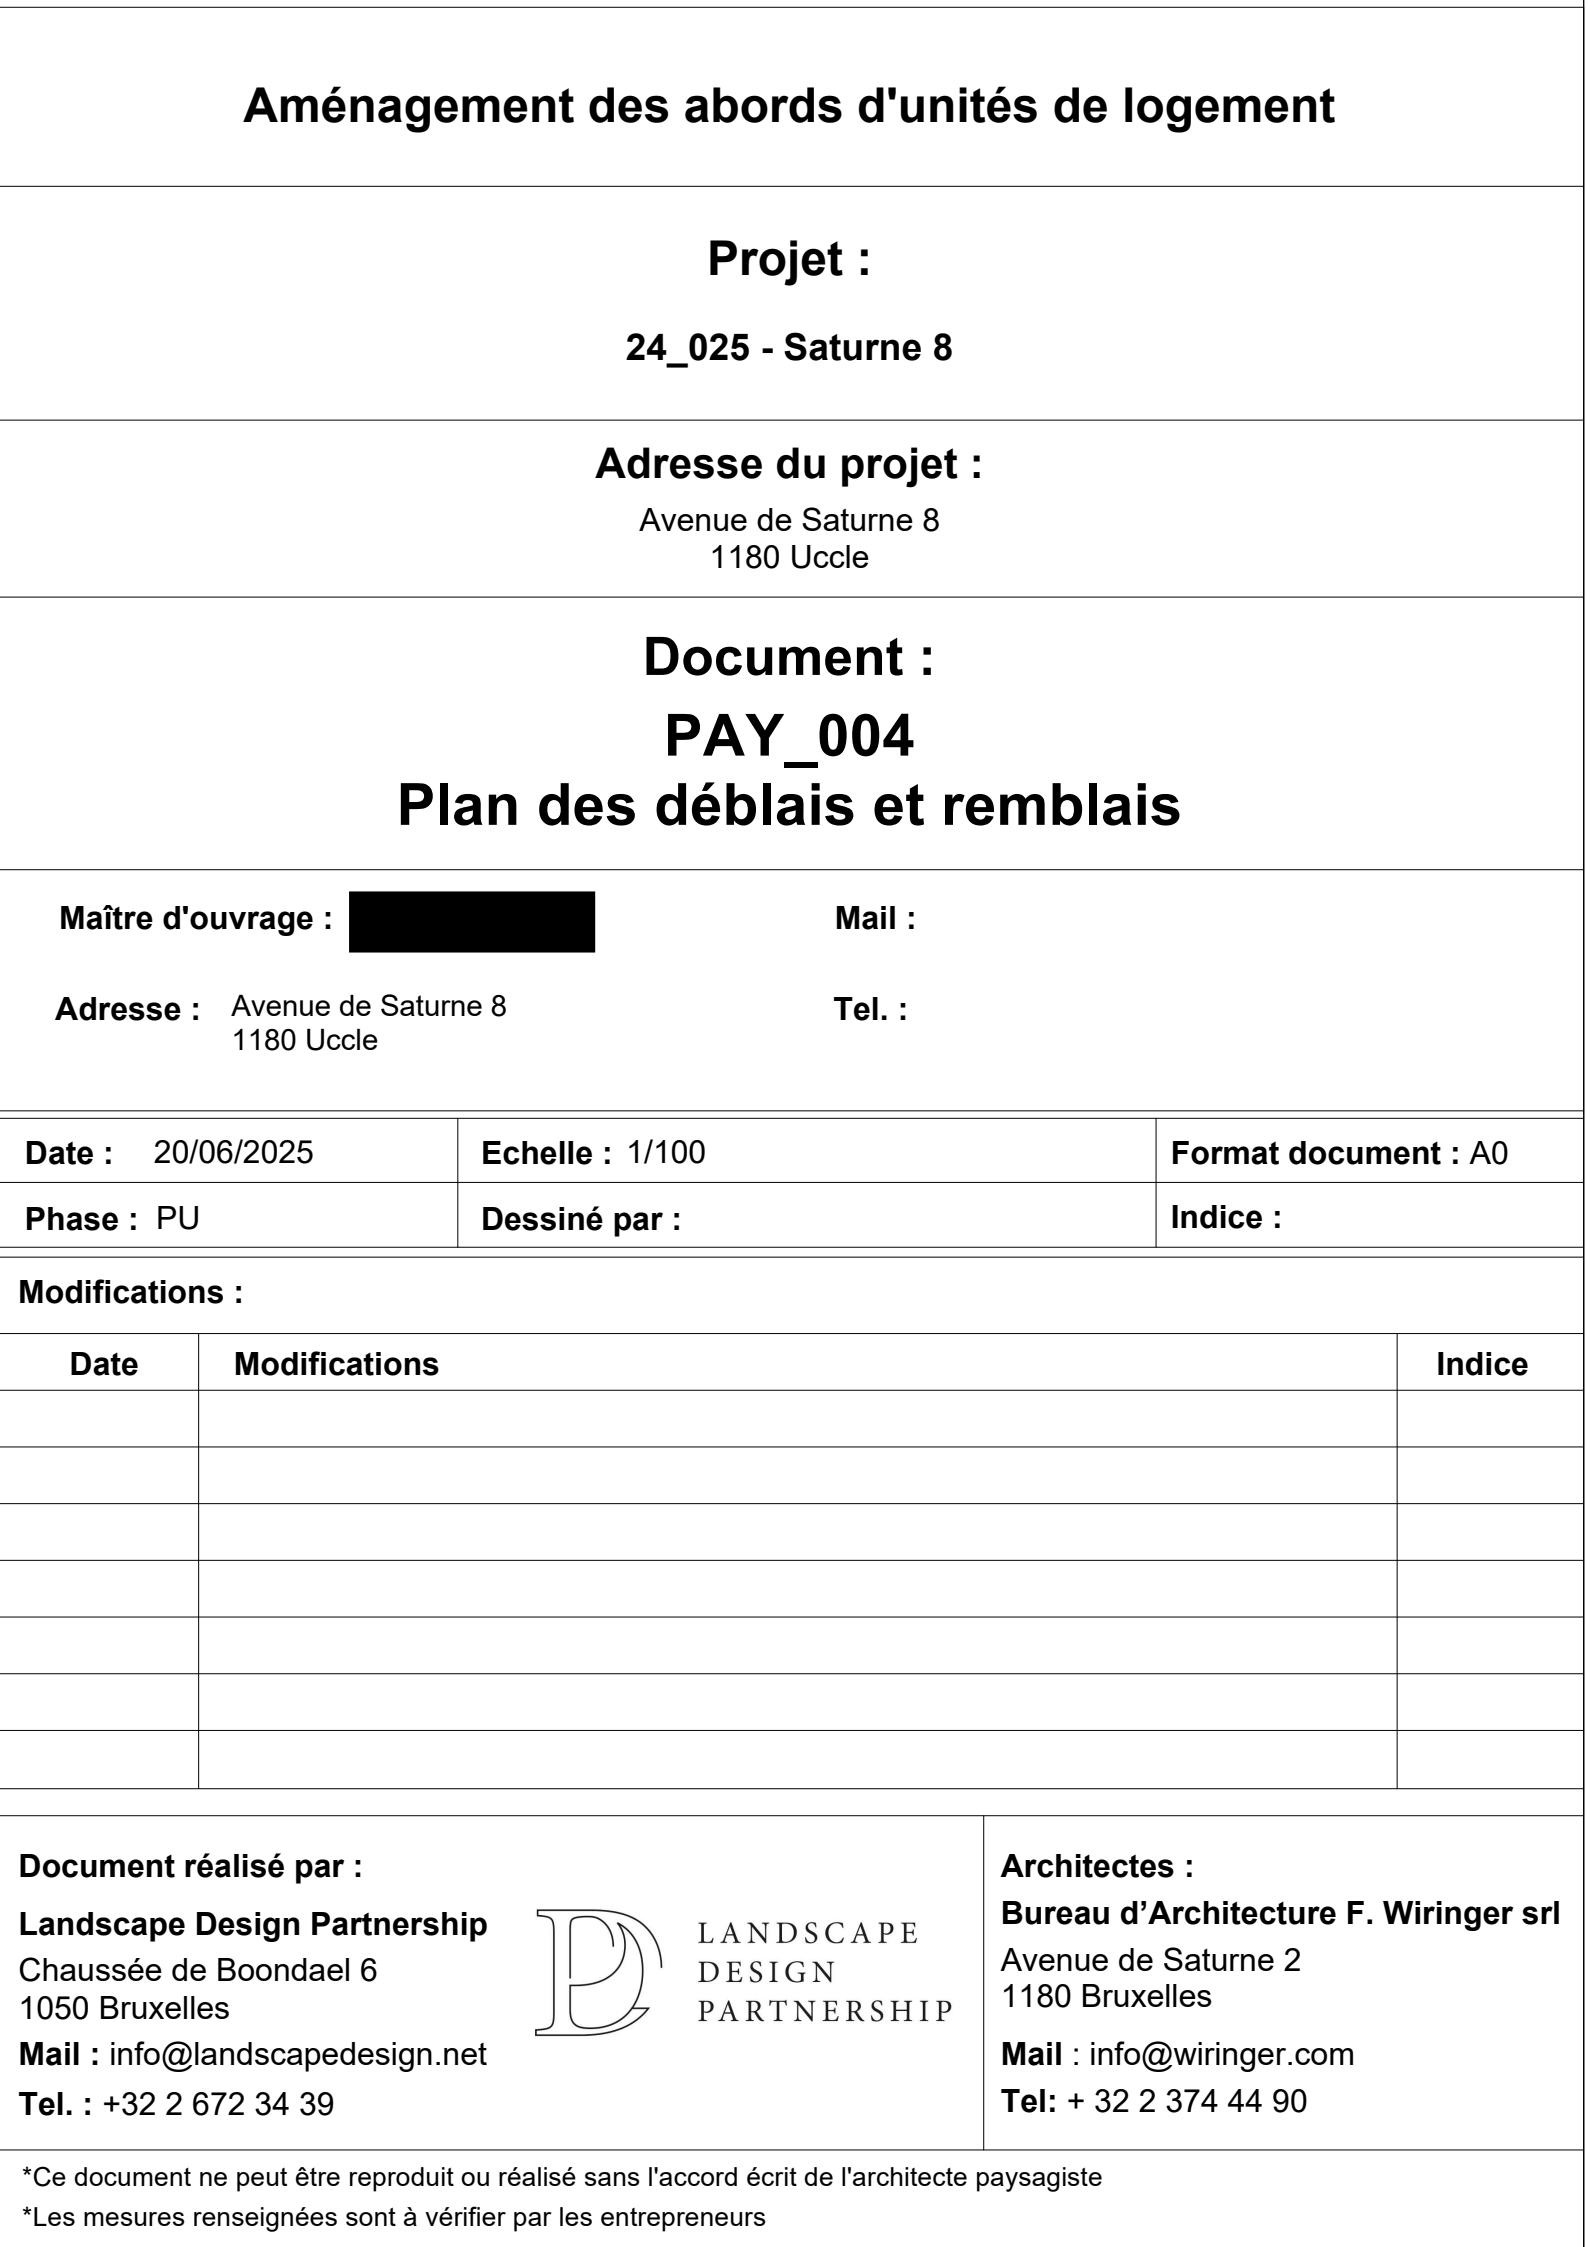 Aménagement des abords d'unités de logement
Projet :
24_025 - Saturne 8
Adresse du projet :
Avenue de Saturne 8
1180 Uccle
Document :
PAY_004
Plan des déblais et remblais
Maître d'ouvrage :
Mail :
Adresse : Avenue de Saturne 8
1180 Uccle
Tel. :
Date : 20/06/2025
Echelle : 1/100
Format document : A0
Phase : PU
Dessiné par :
Indice :
Modifications :
Date Modifications Indice
Document réalisé par :
Landscape Design Partnership
Chaussée de Boondael 6
1050 Bruxelles
Mail : info@landscapedesign.net
Tel. : +32 2 672 34 39
LANDSCAPE
DESIGN
PARTNERSHIP
Architectes :
Bureau d’Architecture F. Wiringer srl
Avenue de Saturne 2
1180 Bruxelles
Mail : info@wiringer.com
Tel: + 32 2 374 44 90
*Ce document ne peut être reproduit ou réalisé sans l'accord écrit de l'architecte paysagiste
*Les mesures renseignées sont à vérifier par les entrepreneurs